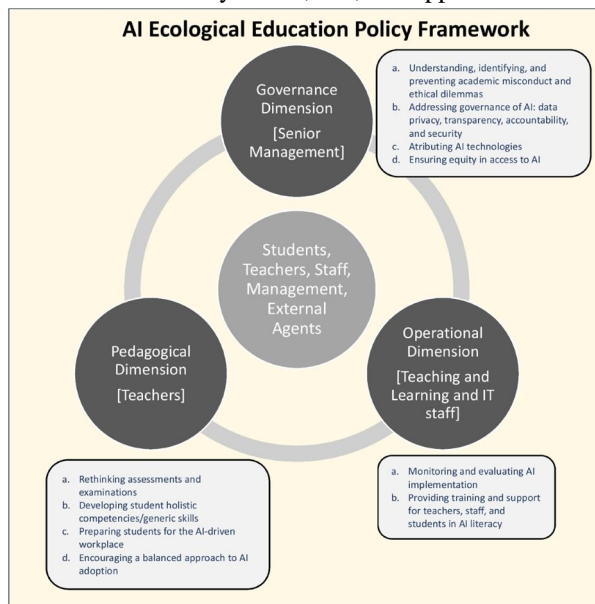 AI Ecological Education Policy Framework
Governance
Dimension
[Senior
Management]
a. Understanding, identifying, and
preventing academic misconduct and
ethical dilemmas
b. Addressing governance of AI: data
privacy, transparency, accountability,
and security
c. Atributing AI technologies
d. Ensuring equity in access to AI
Students,
Teachers, Staff,
Management,
External
Agents
Pedagogical
Dimension
[Teachers]
Operational
Dimension
[Teaching and
Learning and IT
staff]
a. Rethinking assessments and
examinations
b. Developing student holistic
competencies/generic skills
c. Preparing students for the AI-driven
workplace
d. Encouraging a balanced approach to AI
adoption
a. Monitoring and evaluating AI
implementation
b. Providing training and support
for teachers, staff, and
students in AI literacy